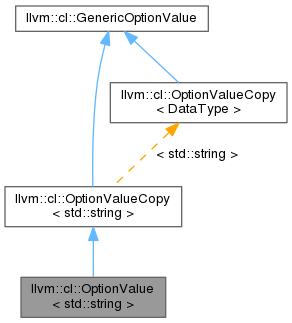 llvm::cl::GenericOptionValue
llvm::cl::OptionValueCopy
< DataType >
< std::string >
llvm::cl::OptionValueCopy
< std::string >
llvm::cl::OptionValue
< std::string >